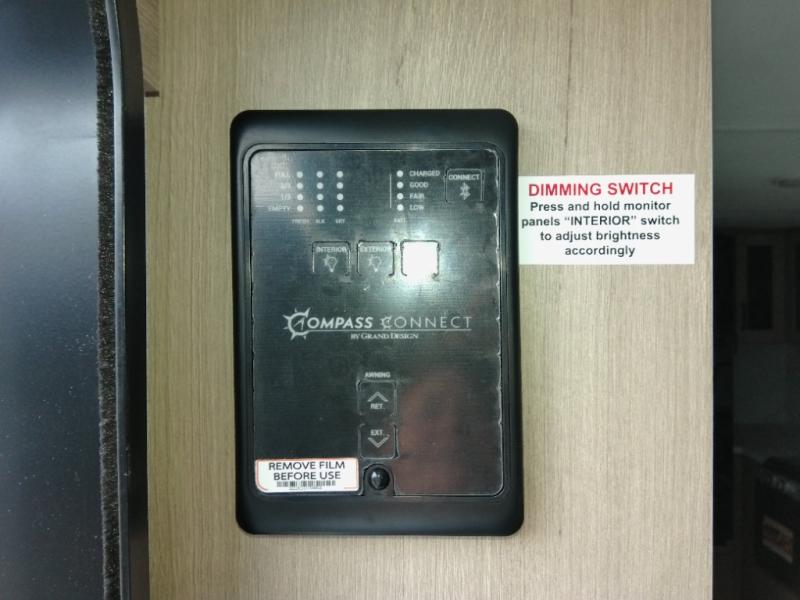 FULL
2/3
1/3
EMPTY
FRESH BLK GRY
CHARGED
GOOD
FAIR
LOW
BATT
CONNECT
INTERIOR
EXTERIOR
COMPASS CONNECT
BY GRAND DESIGN
AWNING
RET.
EXT.
REMOVE FILM
BEFORE USE
DIMMING SWITCH
Press and hold monitor
panels “INTERIOR” switch
to adjust brightness
accordingly